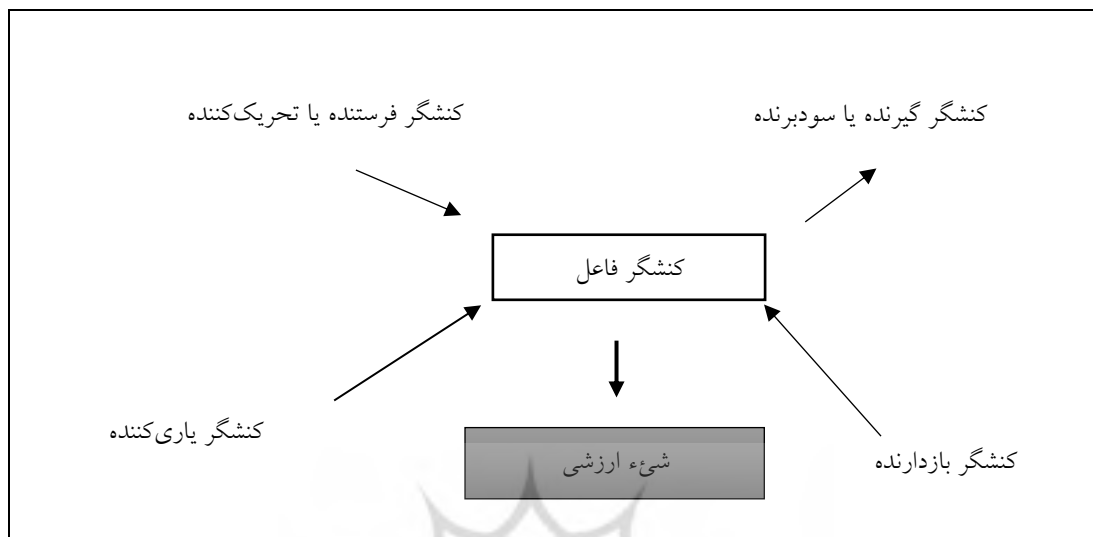 کنشگر گیرنده یا سودبرنده
کنشگر فرستنده یا تحریک‌کننده
کنشگر فاعل
کنشگر یاری‌کننده
کنشگر بازدارنده
شیء ارزشی